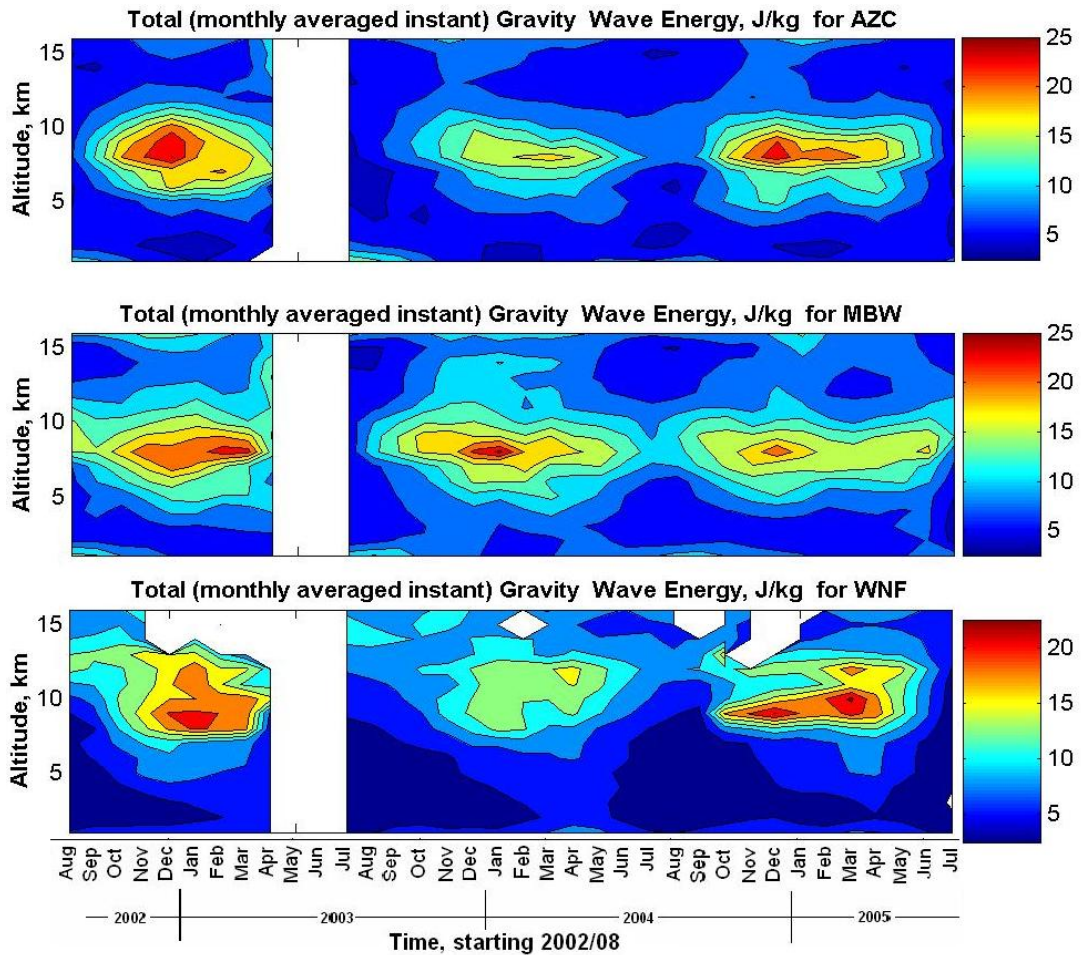 Total (monthly averaged instant) Gravity Wave Energy, J/kg for AZC
Altitude, km
15
10
5
25
20
15
10
5
Total (monthly averaged instant) Gravity Wave Energy, J/kg for MBW
Altitude, km
15
10
5
25
20
15
10
5
Total (monthly averaged instant) Gravity Wave Energy, J/kg for WNF
Altitude, km
15
10
5
20
15
10
5
Aug Sep Oct Nov Dec Jan Feb Mar Apr May Jun Jul Aug Sep Oct Nov Dec Jan Feb Mar Apr May Jun Jul Aug Sep Oct Nov Dec Jan Feb Mar Apr May Jun Jul
2002 2003 2004 2005
Time, starting 2002/08